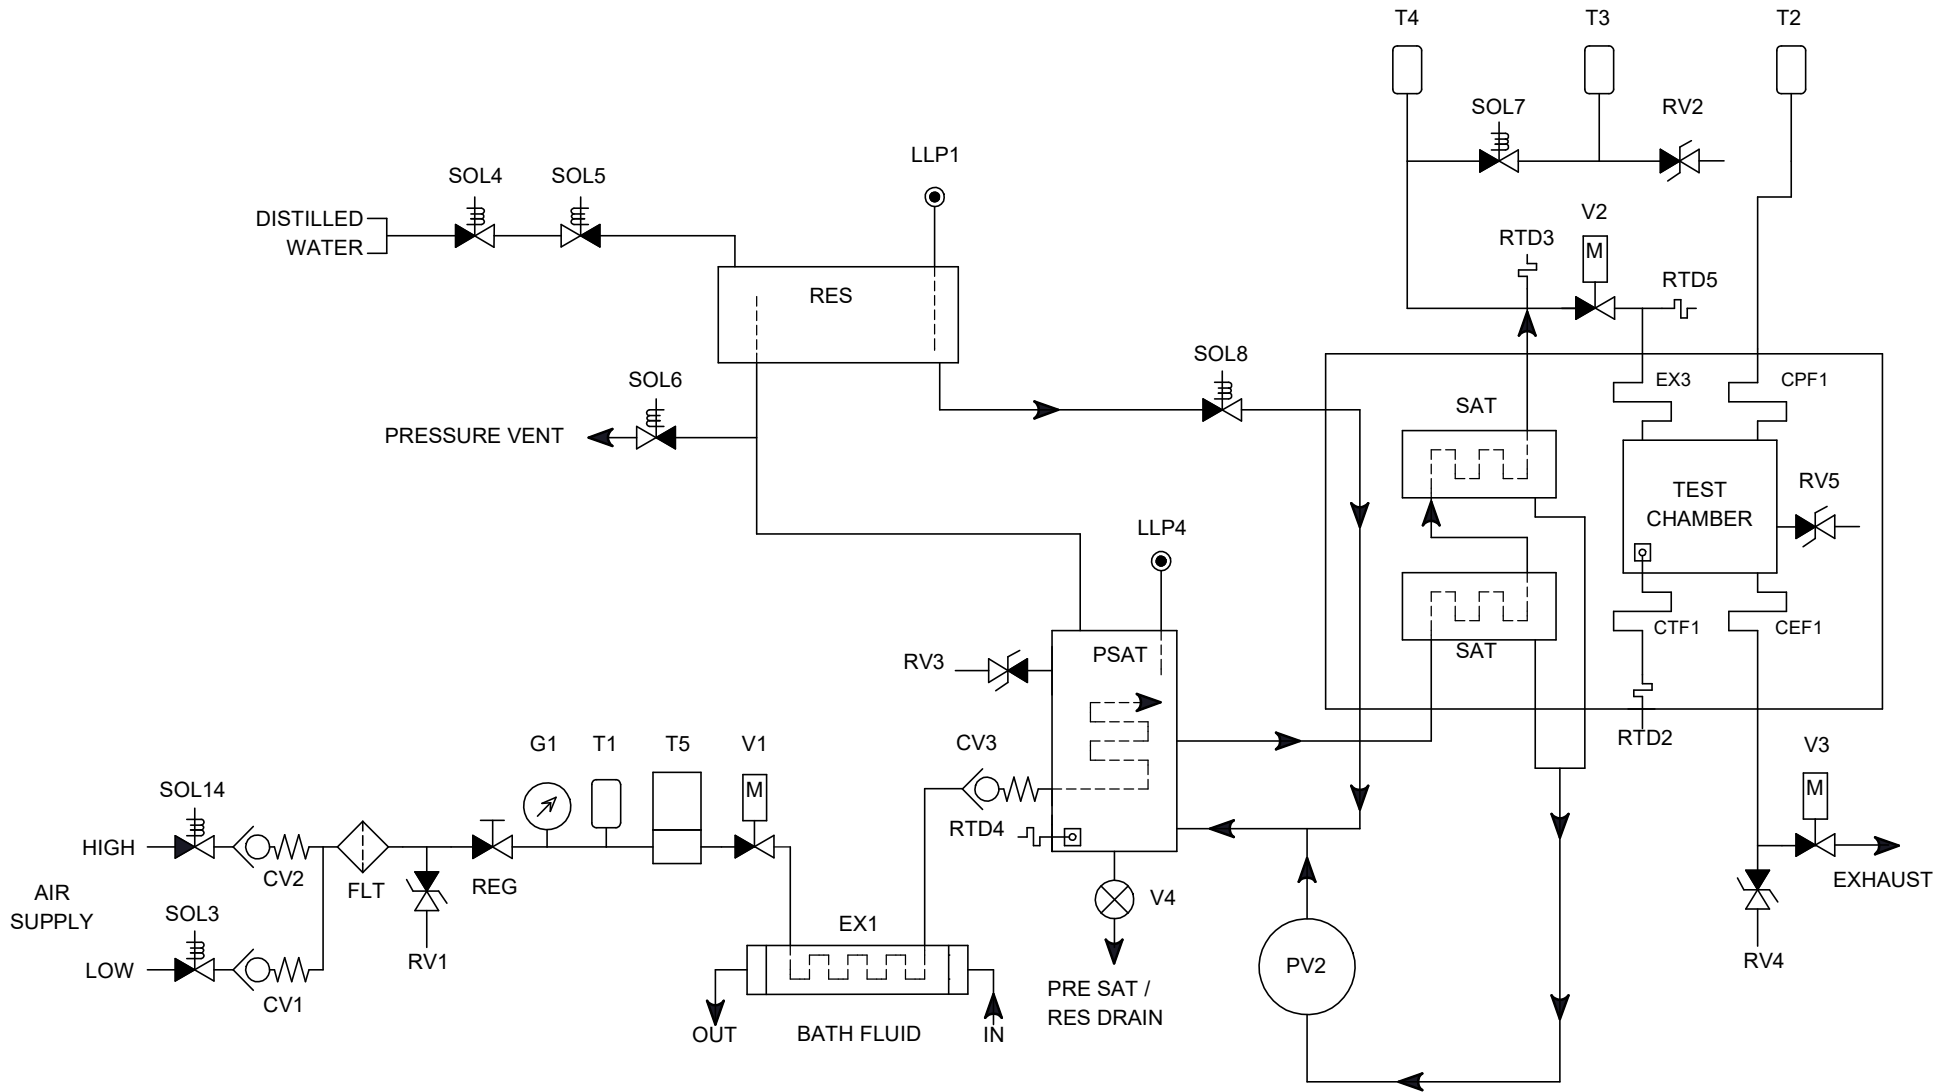 T4
T3
T2
SOL7
RV2
LLP1
SOL4
SOL5
DISTILLED
WATER
V2
M
RTD3
RTD5
RES
SOL8
SOL6
EX3
CPF1
SAT
PRESSURE VENT
TEST
CHAMBER
RV5
LLP4
CTF1
CEF1
SAT
PSAT
RV3
RTD2
G1
T1
T5
V1
M
CV3
V3
M
SOL14
RTD4
HIGH
CV2
FLT
REG
EXHAUST
AIR
SUPPLY
SOL3
V4
EX1
LOW
CV1
RV1
PV2
RV4
PRE SAT /
RES DRAIN
OUT
BATH FLUID
IN